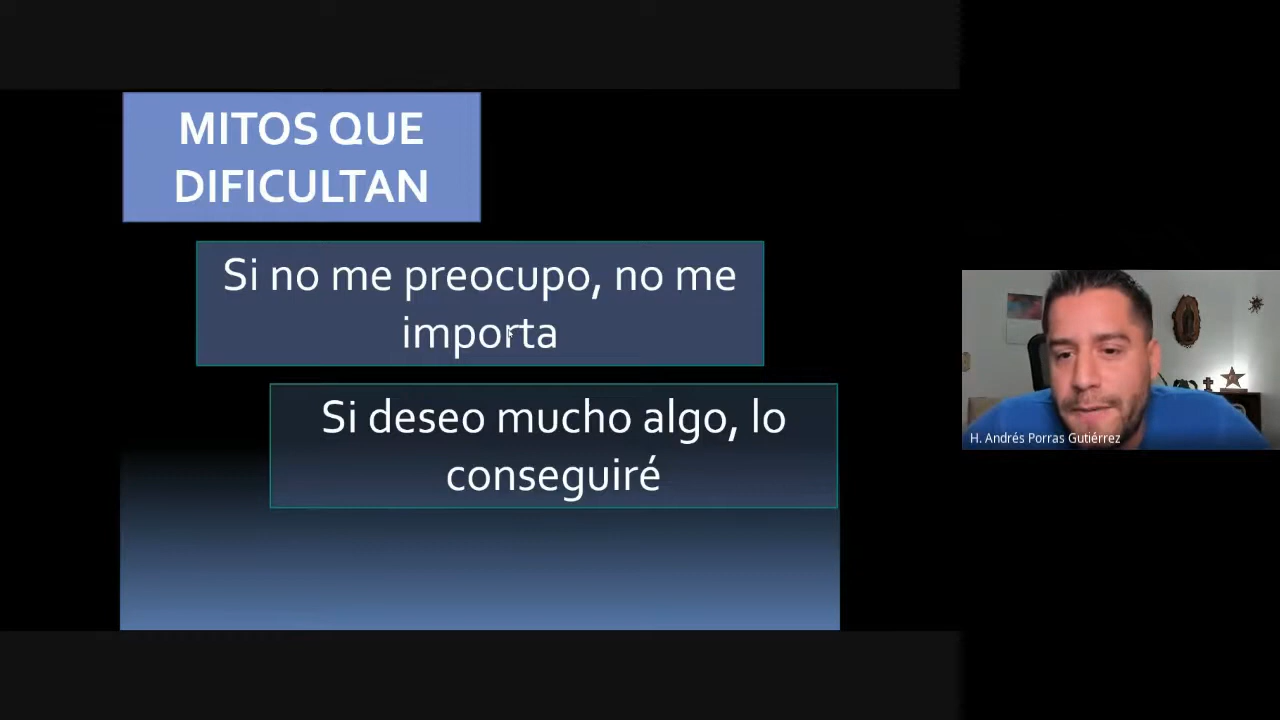 MITOS QUE
DIFICULTAN
Si no me preocupo, no me
importa
Si deseo mucho algo, lo
conseguiré
H. Andrés Porras Gutiérrez